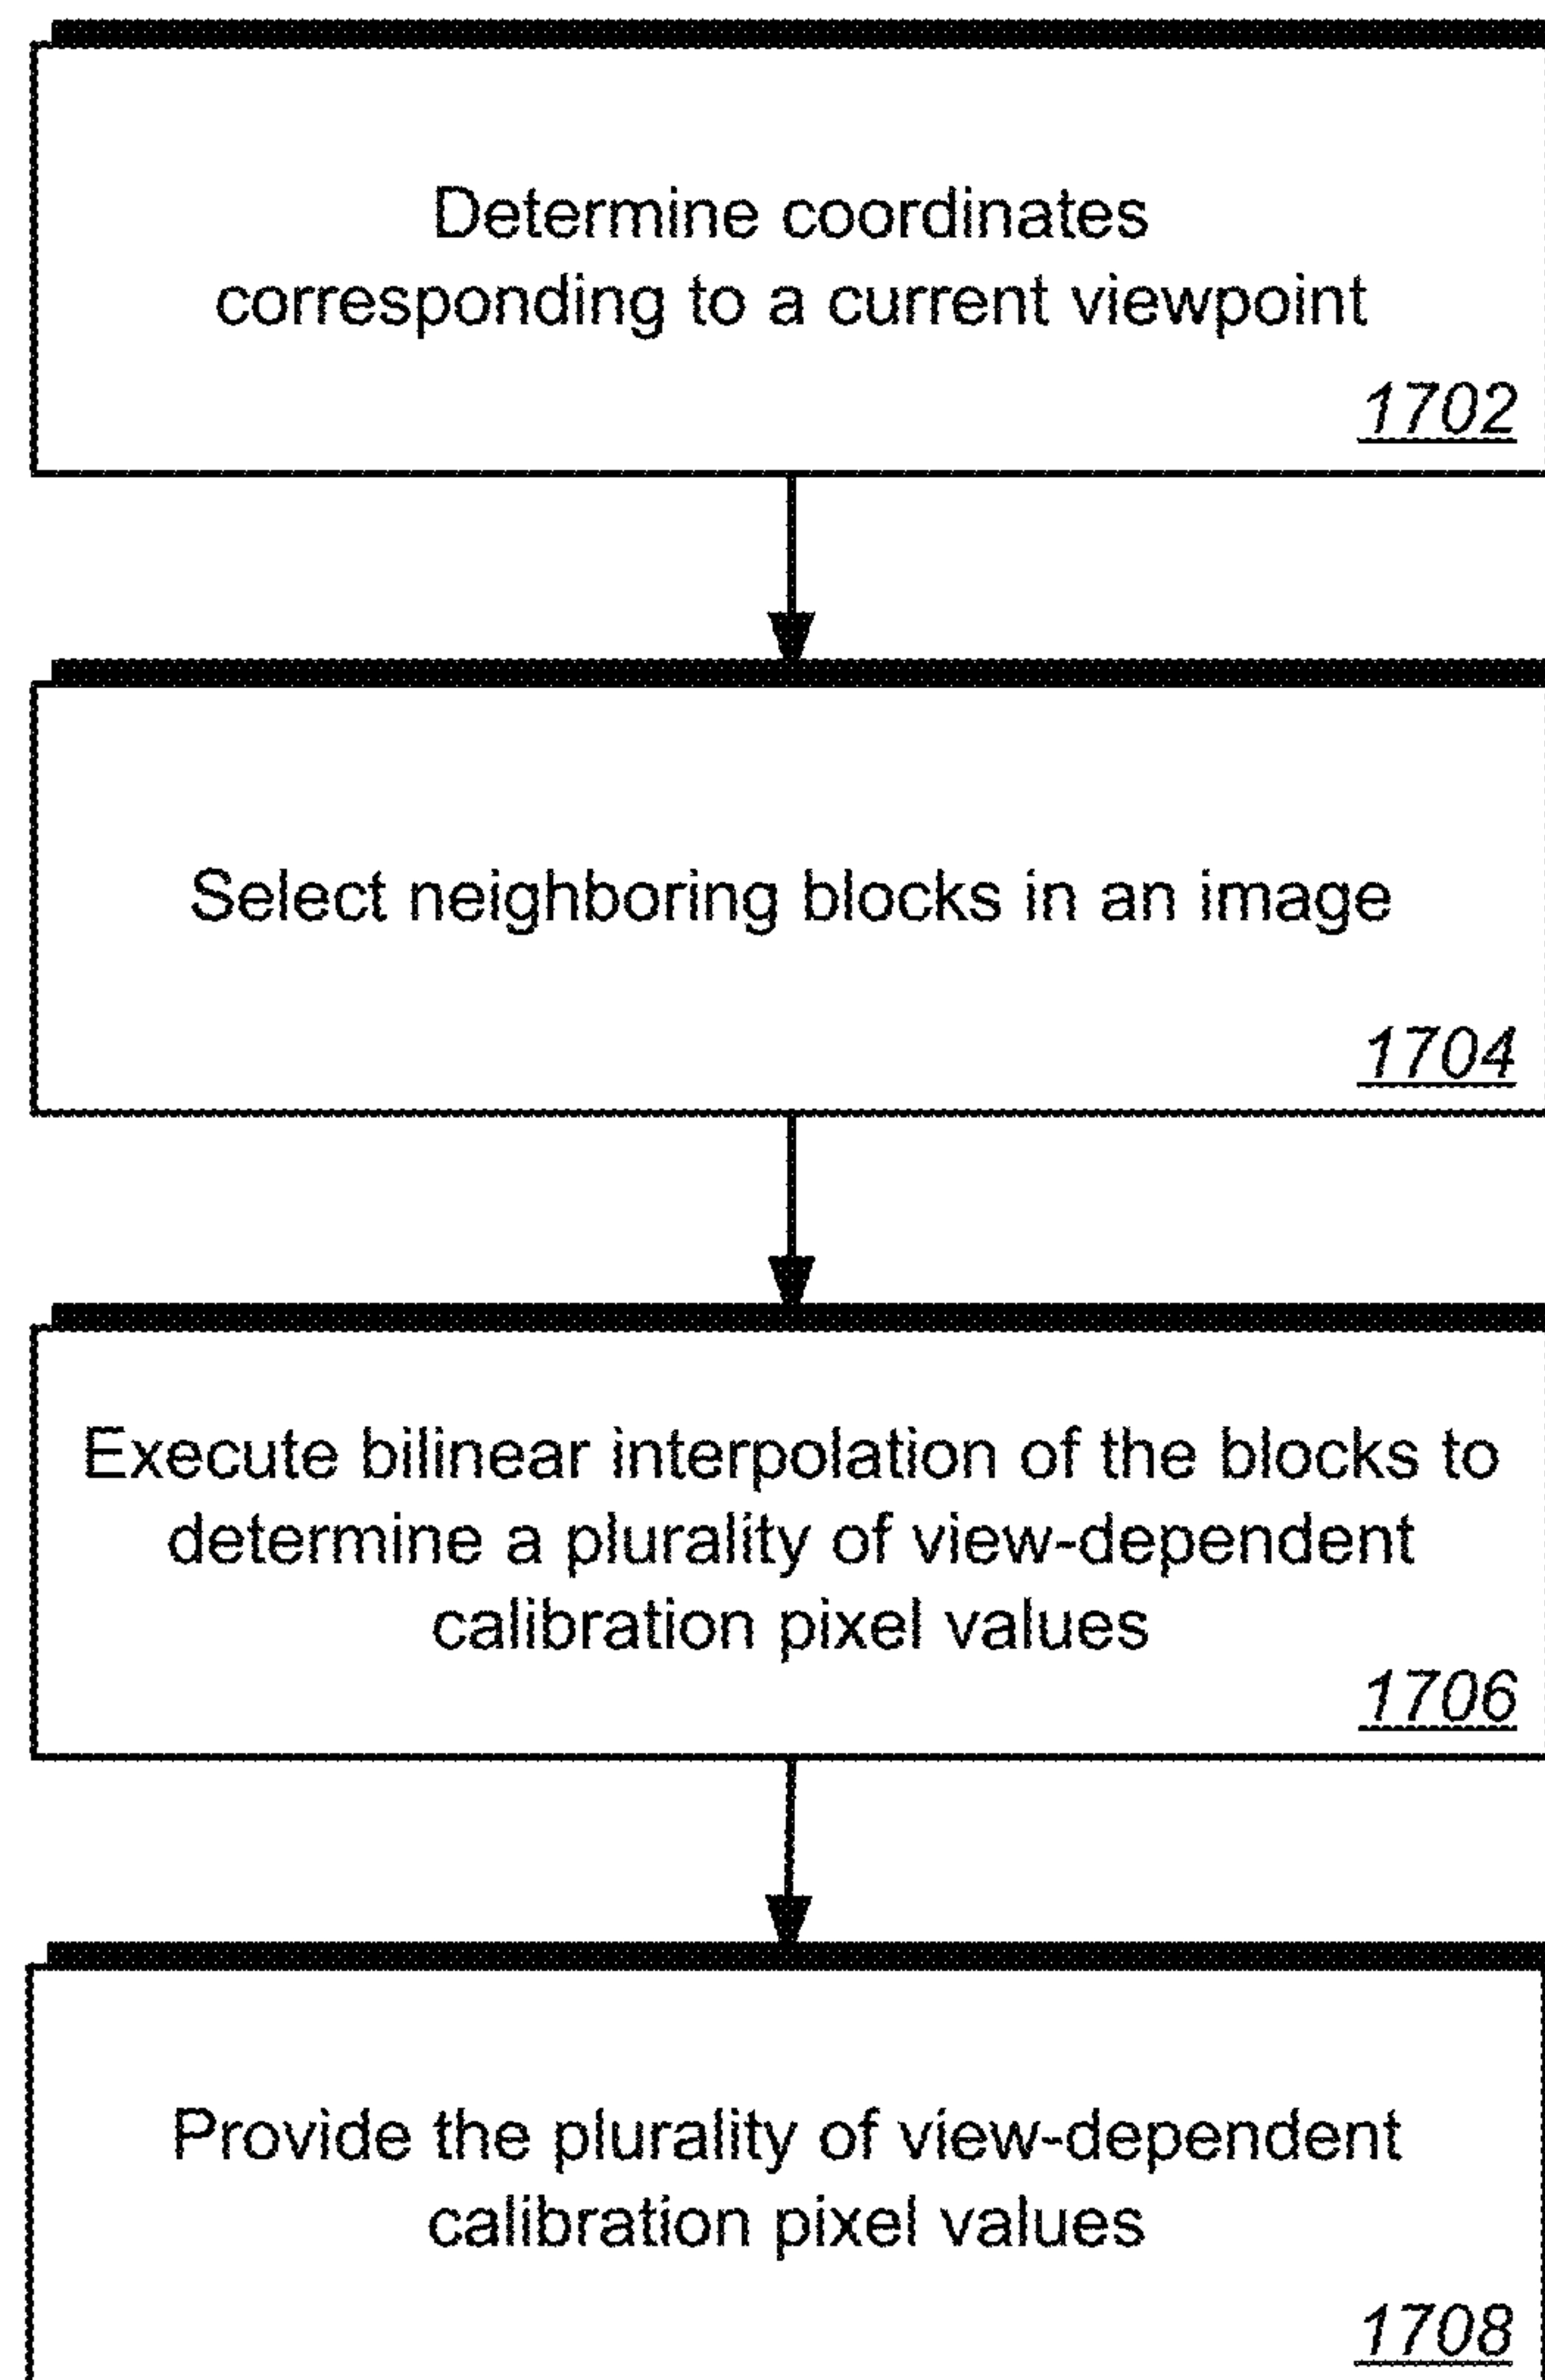 Determine coordinates
corresponding to a current viewpoint
1702
Select neighboring blocks in an image
1704
Execute bilinear interpolation of the blocks to
determine a plurality of view-dependent
calibration pixel values
1706
Provide the plurality of view-dependent
calibration pixel values
1708